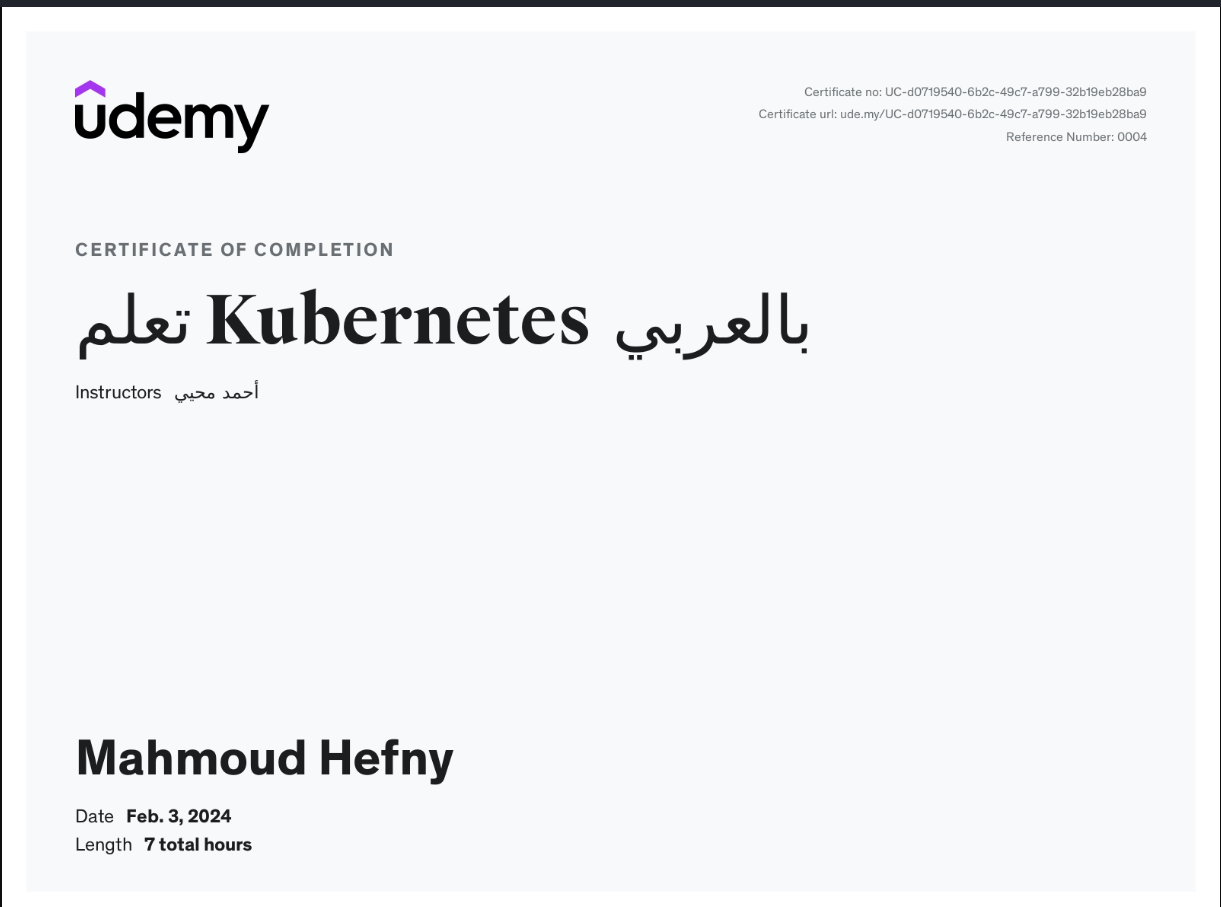 udemy
Certificate no: UC-d0719540-6b2c-49c7-a799-32b19eb28ba9
Certificate url: ude.my/UC-d0719540-6b2c-49c7-a799-32b19eb28ba9
Reference Number: 0004
CERTIFICATE OF COMPLETION
تعلم Kubernetes بالعربي
Instructors أحمد محيي
Mahmoud Hefny
Date Feb. 3, 2024
Length 7 total hours